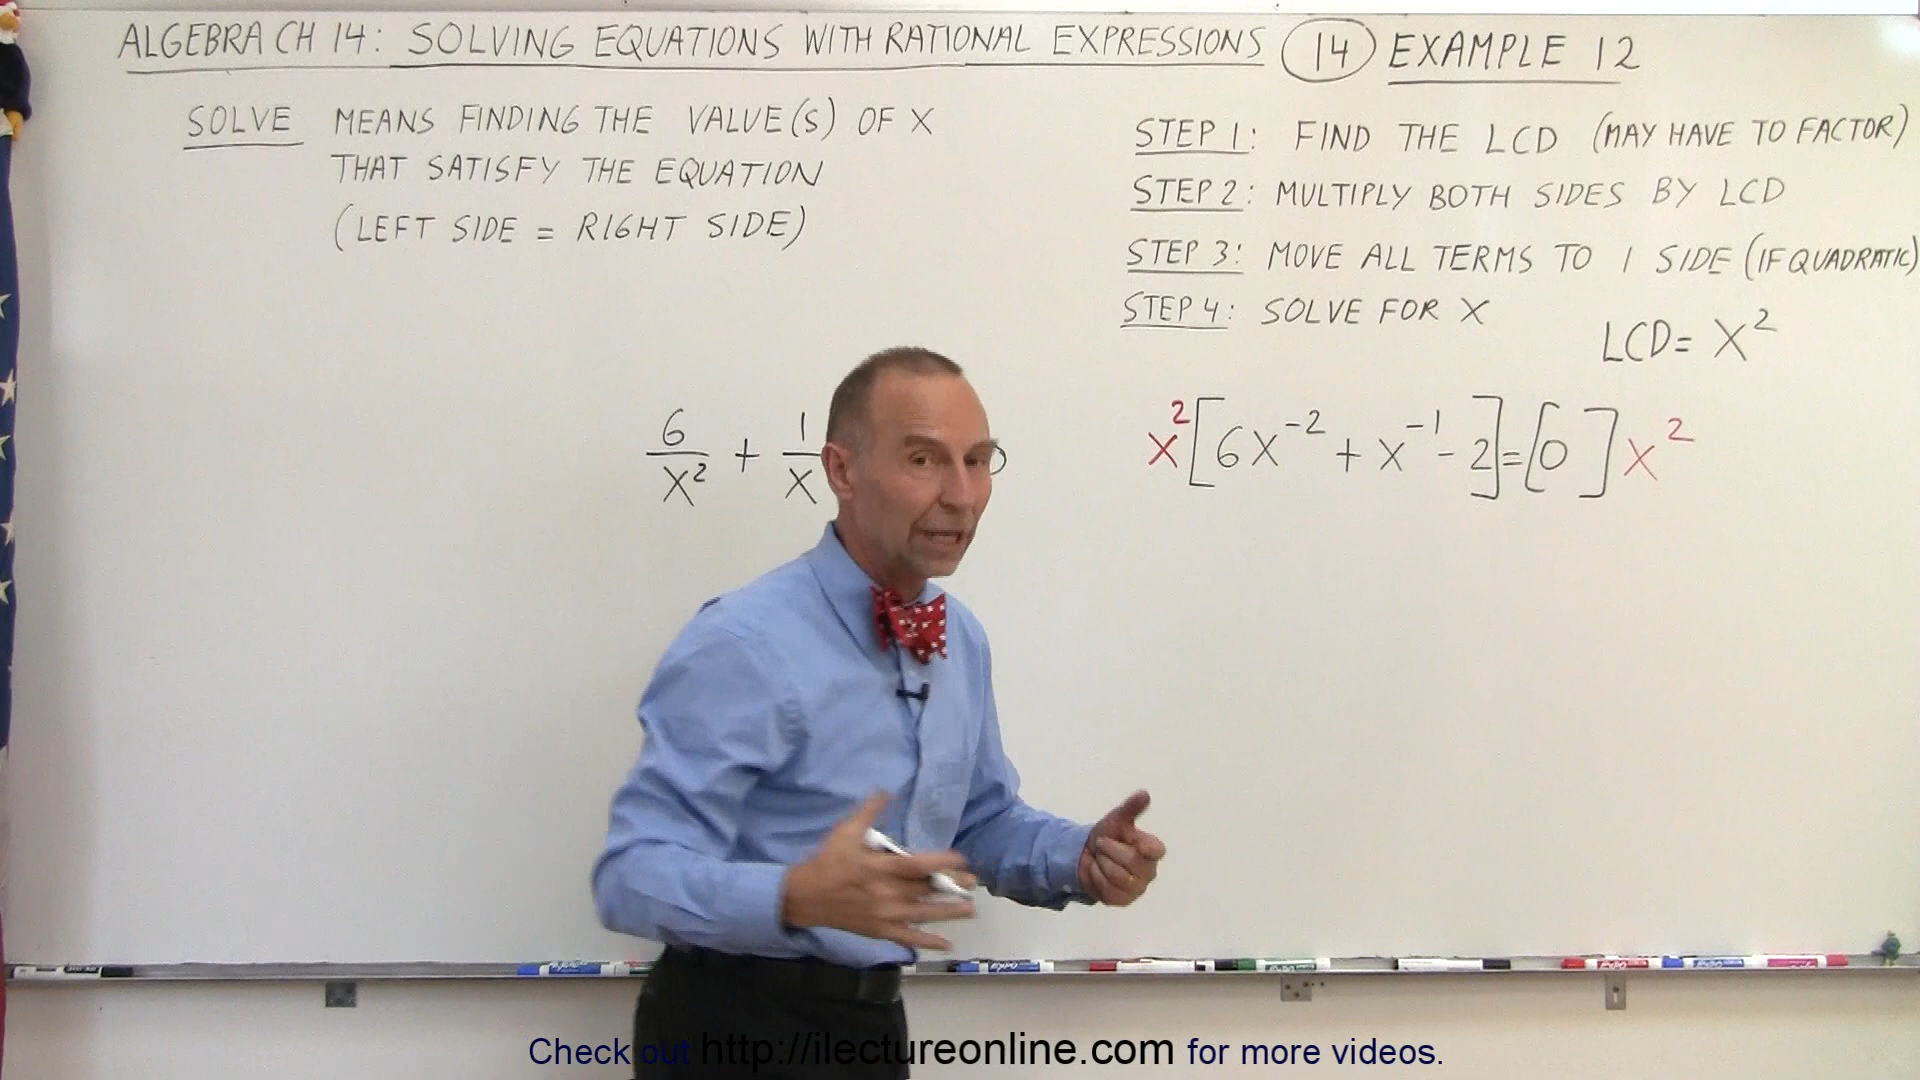 ALGEBRA CH 14: SOLVING EQUATIONS WITH RATIONAL EXPRESSIONS 14 EXAMPLE 12
SOLVE MEANS FINDING THE VALUE(S) OF X
THAT SATISFY THE EQUATION
(LEFT SIDE = RIGHT SIDE)
STEP 1: FIND THE LCD (MAY HAVE TO FACTOR)
STEP 2: MULTIPLY BOTH SIDES BY LCD
STEP 3: MOVE ALL TERMS TO 1 SIDE (IF QUADRATIC)
STEP 4: SOLVE FOR X
LCD = X²
6/X² + 1/X
X²[6X⁻² + X⁻¹ - 2] = [0]X²
Check out http://ilectureonline.com for more videos.